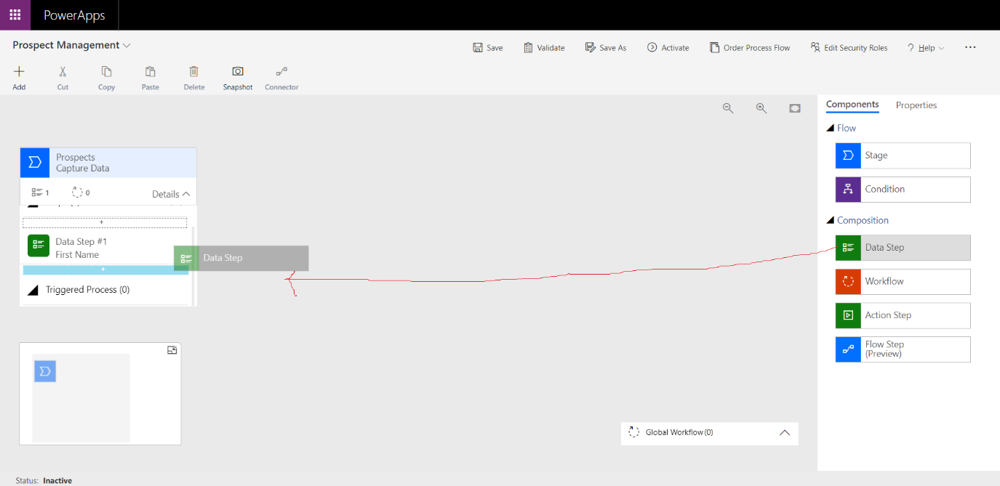 PowerApps
Prospect Management
Save
Validate
Save As
Activate
Order Process Flow
Edit Security Roles
? Help
...
Add
Cut
Copy
Paste
Delete
Snapshot
Connector
Components
Properties
Flow
Stage
Condition
Composition
Data Step
Workflow
Action Step
Flow Step
(Preview)
Prospects
Capture Data
1
0
Details
+
Data Step #1
First Name
Data Step
+
Triggered Process (0)
Global Workflow (0)
Status: Inactive